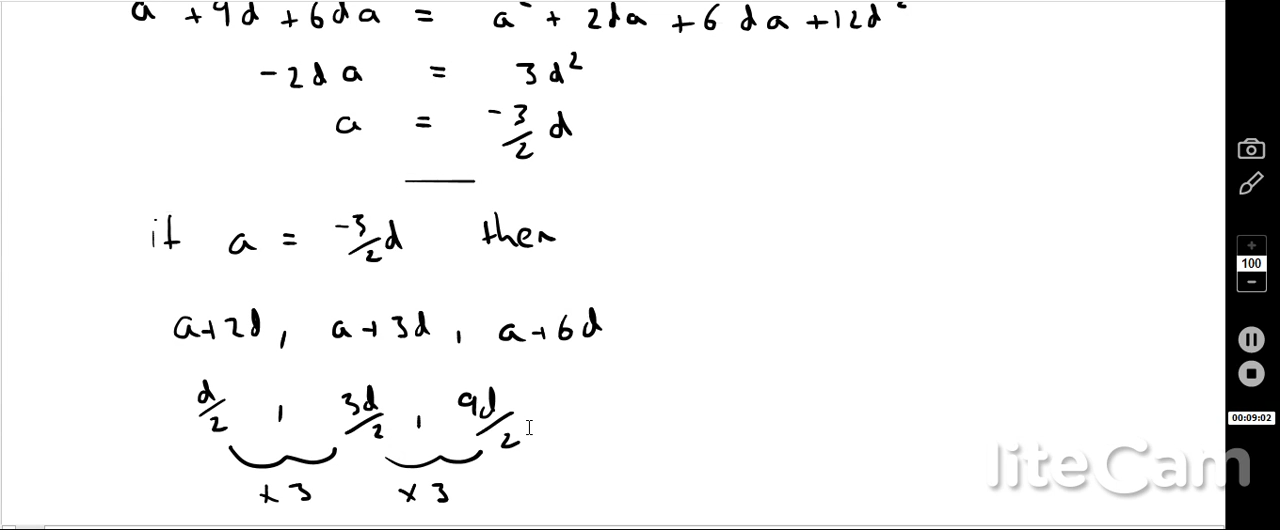 a + 9d + 6da = a² + 2da + 6da + 12d²
-2da = 3d²
a = -3/2 d
if a = -3/2 d then
a+2d, a+3d, a+6d
d/2, 3d/2, 9d/2
×3 ×3
100
00:09:02
liteCam